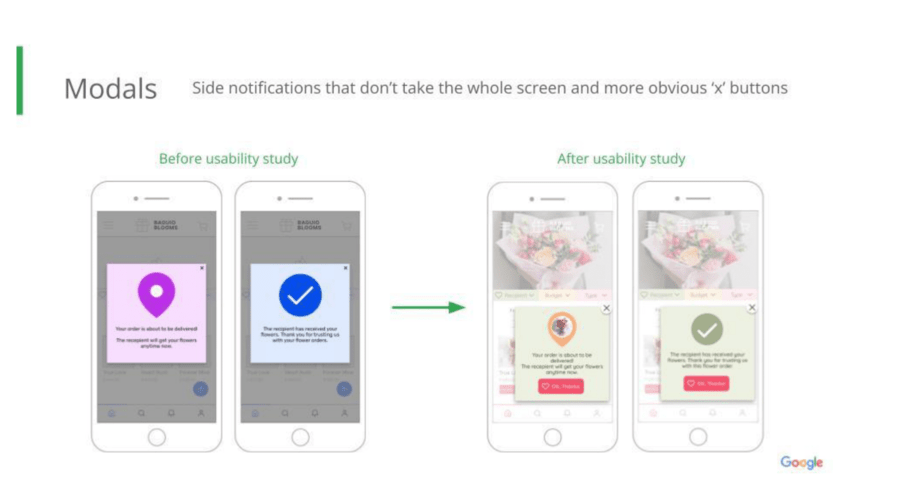 Modals
Side notifications that don't take the whole screen and more obvious 'x' buttons
Before usability study
After usability study
BAGUIO
BLOOMS
Your order is about to be delivered!
The recepient will get your flowers
anytime now.
BAGUIO
BLOOMS
The recepient has received your
flowers. Thank you for trusting us
with your flower orders.
Recepient
Budget
Type
Your order is about to be
delivered!
The recepient will get your flowers
anytime now.
OK, Thanks
Recepient
Budget
Type
The recepient has received your
flowers. Thank you for trusting us
with this flower order.
OK, Thanks
Google